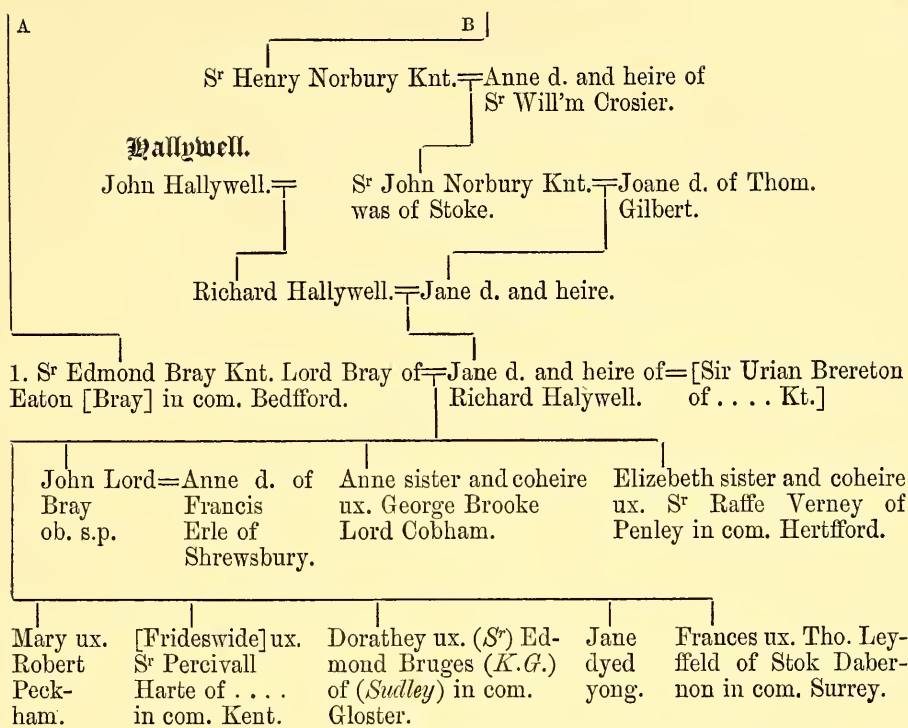 A
B
Sʳ Henry Norbury Knt. Anne d. and heire of
Sʳ Will'm Crosier.
Hallywell.
John Hallywell.
Sʳ John Norbury Knt. Joane d. of Thom.
was of Stoke. Gilbert.
Richard Hallywell. Jane d. and heire.
1. Sʳ Edmond Bray Knt. Lord Bray of
Eaton [Bray] in com. Bedfford.
Jane d. and heire of
Richard Halywell.
[Sir Urian Brereton
of . . . . Kt.]
John Lord
Bray
ob. s.p.
Anne d. of
Francis
Erle of
Shrewsbury.
Anne sister and coheire
ux. George Brooke
Lord Cobham.
Elizebeth sister and coheire
ux. Sʳ Raffe Verney of
Penley in com. Hertfford.
Mary ux.
Robert
Peck-
ham.
[Frideswide] ux.
Sʳ Percivall
Harte of . . . .
in com. Kent.
Dorathey ux. (Sʳ) Ed-
mond Bruges (K.G.)
of (Sudley) in com.
Gloster.
Jane
dyed
yong.
Frances ux. Tho. Ley-
ffeld of Stok Daber-
non in com. Surrey.